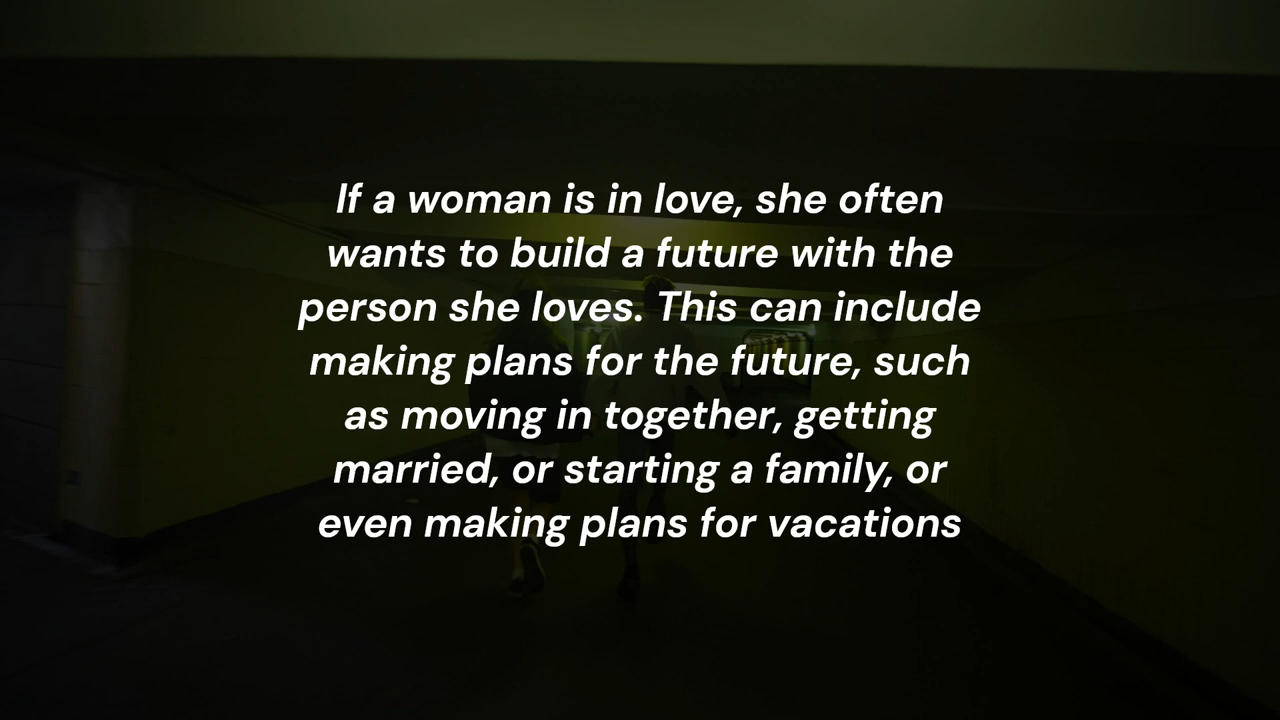 If a woman is in love, she often
wants to build a future with the
person she loves. This can include
making plans for the future, such
as moving in together, getting
married, or starting a family, or
even making plans for vacations